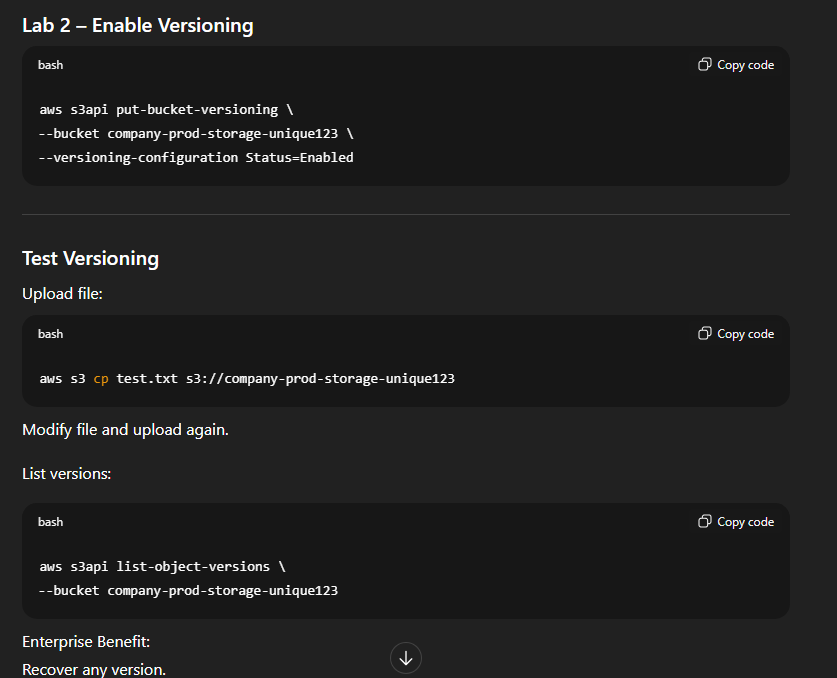 Lab 2 – Enable Versioning
bash
Copy code
aws s3api put-bucket-versioning \
--bucket company-prod-storage-unique123 \
--versioning-configuration Status=Enabled
Test Versioning
Upload file:
bash
Copy code
aws s3 cp test.txt s3://company-prod-storage-unique123
Modify file and upload again.
List versions:
bash
Copy code
aws s3api list-object-versions \
--bucket company-prod-storage-unique123
Enterprise Benefit:
Recover any version.